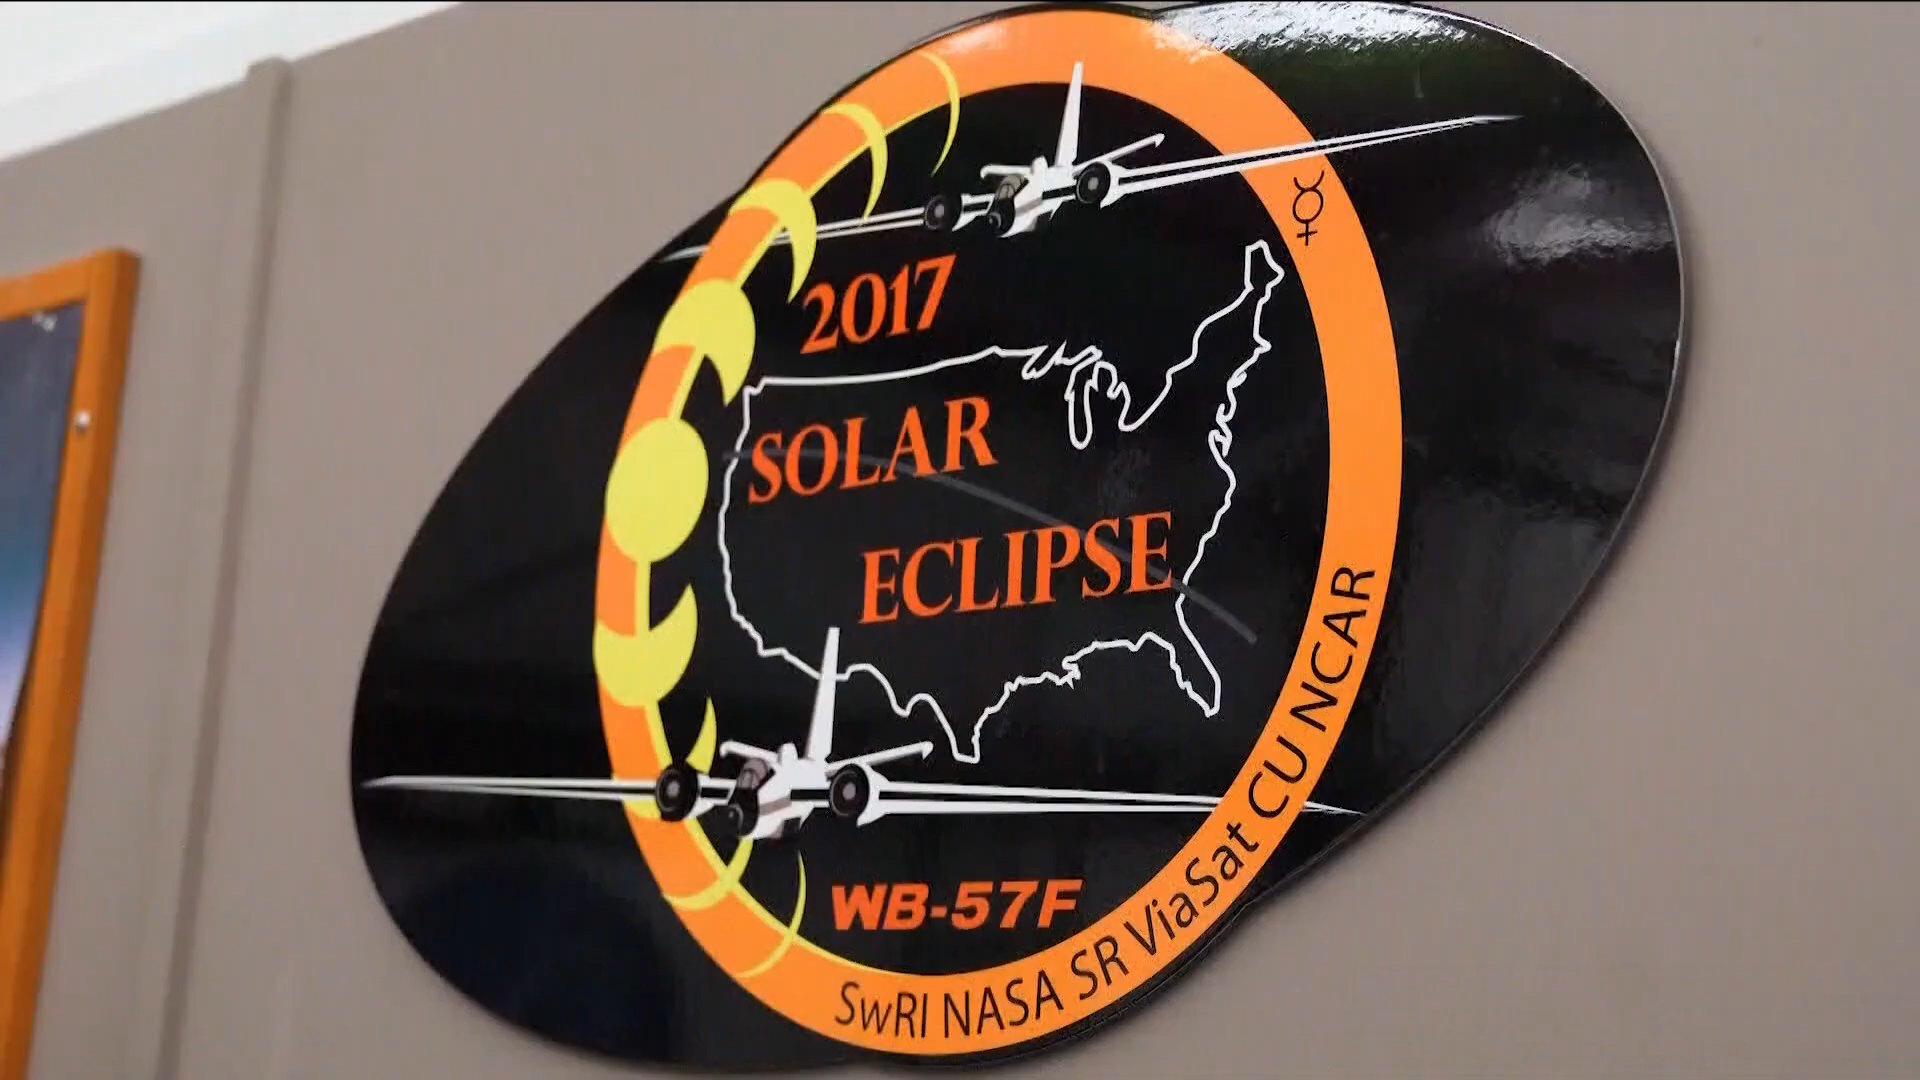 2017
SOLAR
ECLIPSE
WB-57F
SwRI NASA SR ViaSat CU NCAR